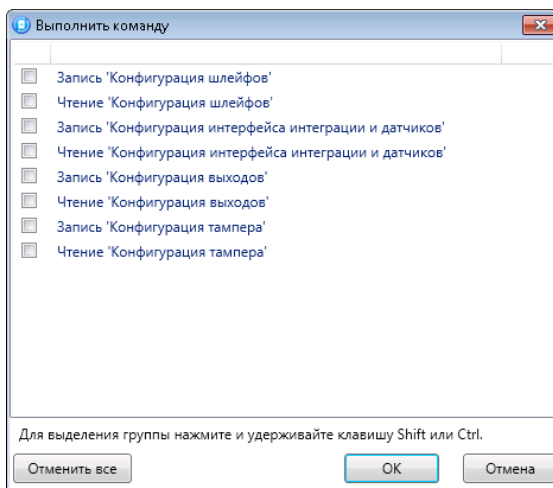 Выполнить команду
Запись 'Конфигурация шлейфов'
Чтение 'Конфигурация шлейфов'
Запись 'Конфигурация интерфейса интеграции и датчиков'
Чтение 'Конфигурация интерфейса интеграции и датчиков'
Запись 'Конфигурация выходов'
Чтение 'Конфигурация выходов'
Запись 'Конфигурация тампера'
Чтение 'Конфигурация тампера'
Для выделения группы нажмите и удерживайте клавишу Shift или Ctrl.
Отменить все ОК Отмена